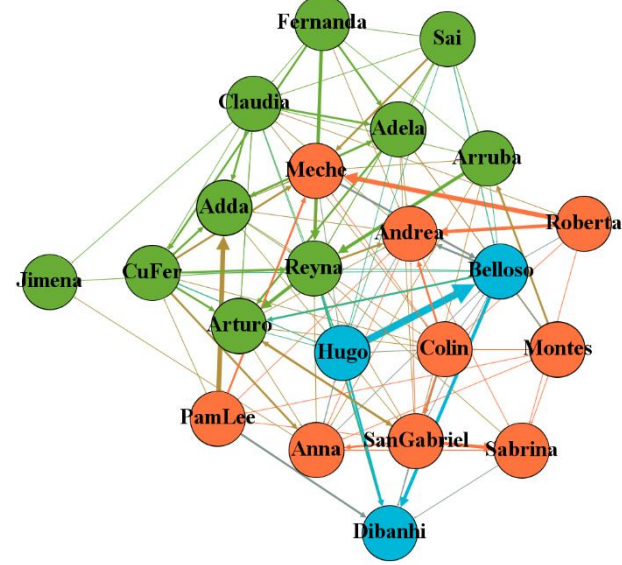 Fernanda
Sai
Claudia
Adela
Arruba
Meche
Adda
Roberta
Andrea
Reyna
Belloso
CuFer
Jimena
Arturo
Hugo
Colin
Montes
PamLee
SanGabriel
Anna
Sabrina
Dibanhi